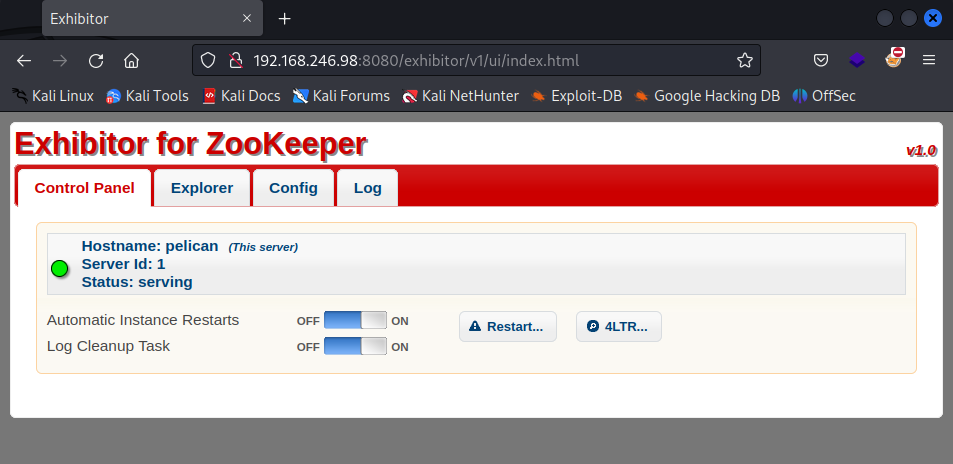 Exhibitor
192.168.246.98:8080/exhibitor/v1/ui/index.html
Kali Linux Kali Tools Kali Docs Kali Forums Kali NetHunter Exploit-DB Google Hacking DB OffSec
Exhibitor for ZooKeeper v1.0
Control Panel Explorer Config Log
Hostname: pelican (This server)
Server Id: 1
Status: serving
Automatic Instance Restarts OFF ON Restart... 4LTR...
Log Cleanup Task OFF ON